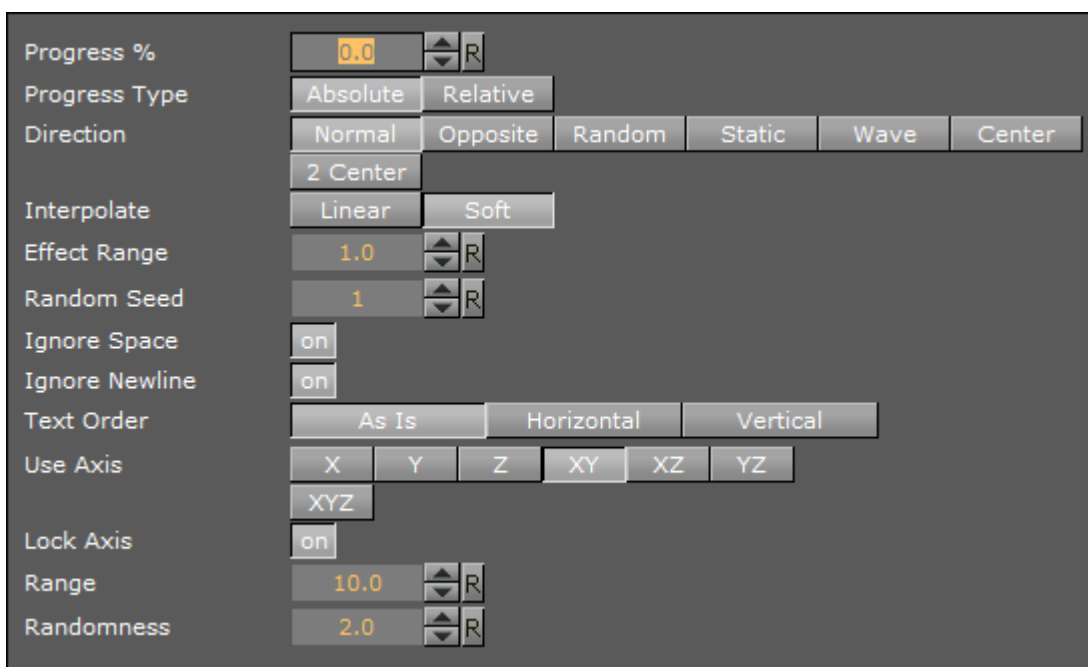 Progress % 0.0 R
Progress Type Absolute Relative
Direction Normal Opposite Random Static Wave Center
2 Center
Interpolate Linear Soft
Effect Range 1.0 R
Random Seed 1 R
Ignore Space on
Ignore Newline on
Text Order As Is Horizontal Vertical
Use Axis X Y Z XY XZ YZ
XYZ
Lock Axis on
Range 10.0 R
Randomness 2.0 R